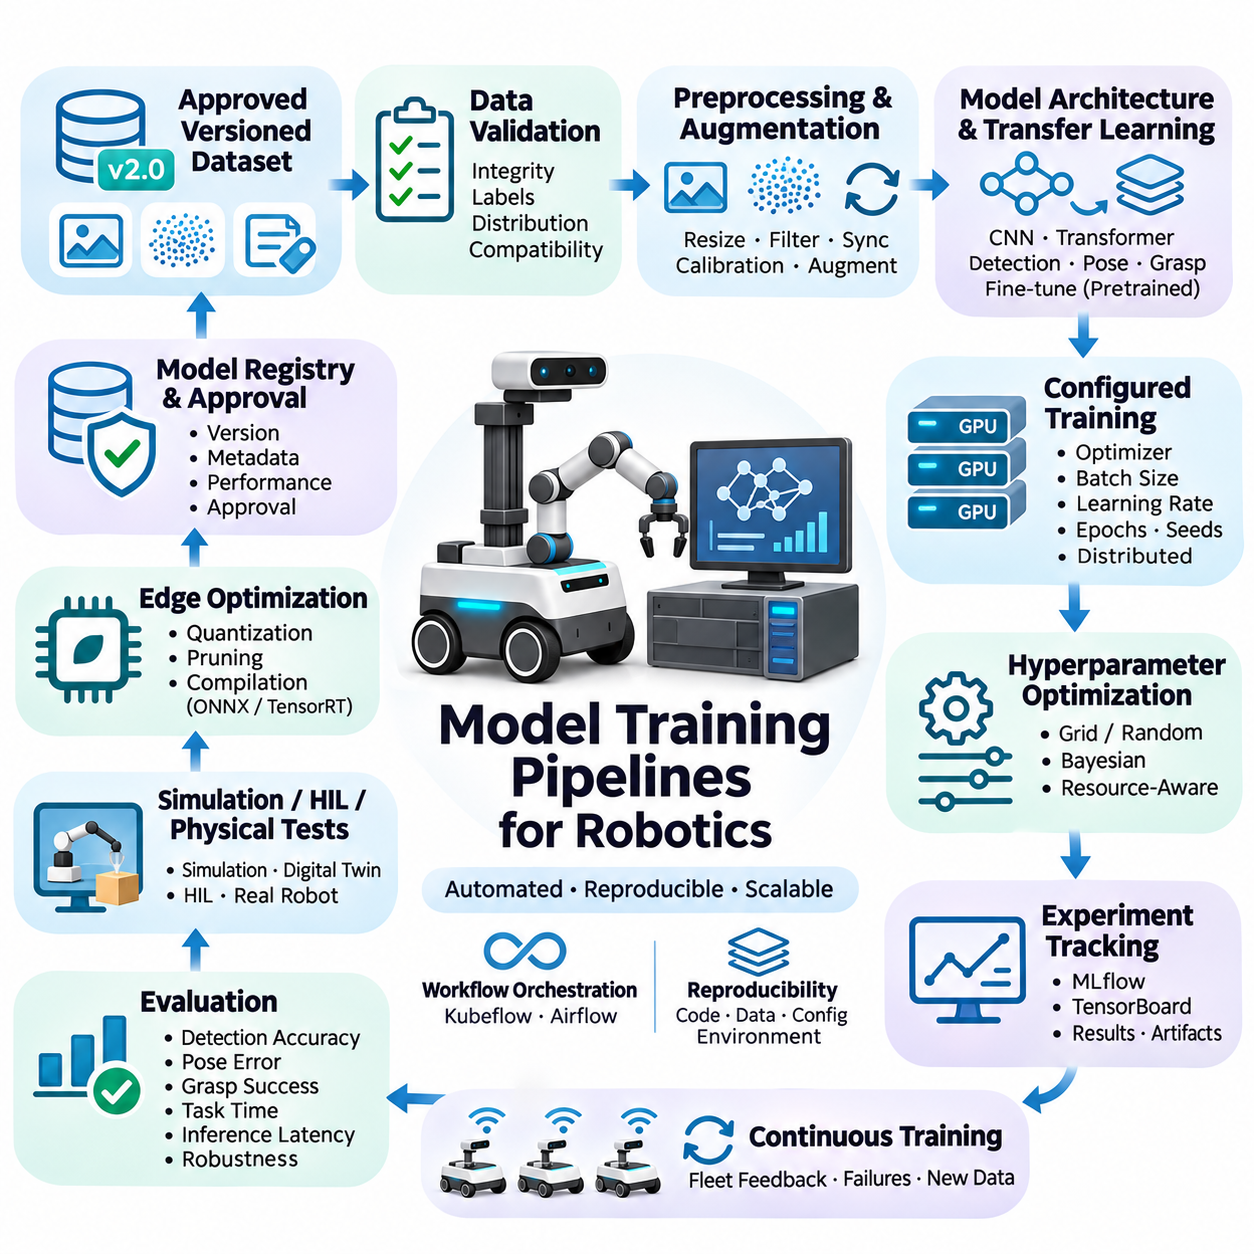 Approved
Versioned
Dataset
v2.0
Data
Validation
Integrity
Labels
Distribution
Compatibility
Preprocessing &
Augmentation
Resize · Filter · Sync
Calibration · Augment
Model Architecture
& Transfer Learning
CNN · Transformer
Detection · Pose · Grasp
Fine-tune (Pretrained)
Configured
Training
GPU
GPU
GPU
• Optimizer
• Batch Size
• Learning Rate
• Epochs · Seeds
• Distributed
Hyperparameter
Optimization
• Grid / Random
• Bayesian
• Resource-Aware
Experiment
Tracking
• MLflow
• TensorBoard
• Results · Artifacts
Continuous Training
Fleet Feedback · Failures · New Data
Evaluation
• Detection Accuracy
• Pose Error
• Grasp Success
• Task Time
• Inference Latency
• Robustness
Simulation / HIL /
Physical Tests
• Simulation · Digital Twin
• HIL · Real Robot
Edge Optimization
• Quantization
• Pruning
• Compilation
(ONNX / TensorRT)
Model Registry
& Approval
• Version
• Metadata
• Performance
• Approval
Model Training
Pipelines
for Robotics
Automated · Reproducible · Scalable
Workflow Orchestration
Kubeflow · Airflow
Reproducibility
Code · Data · Config
Environment